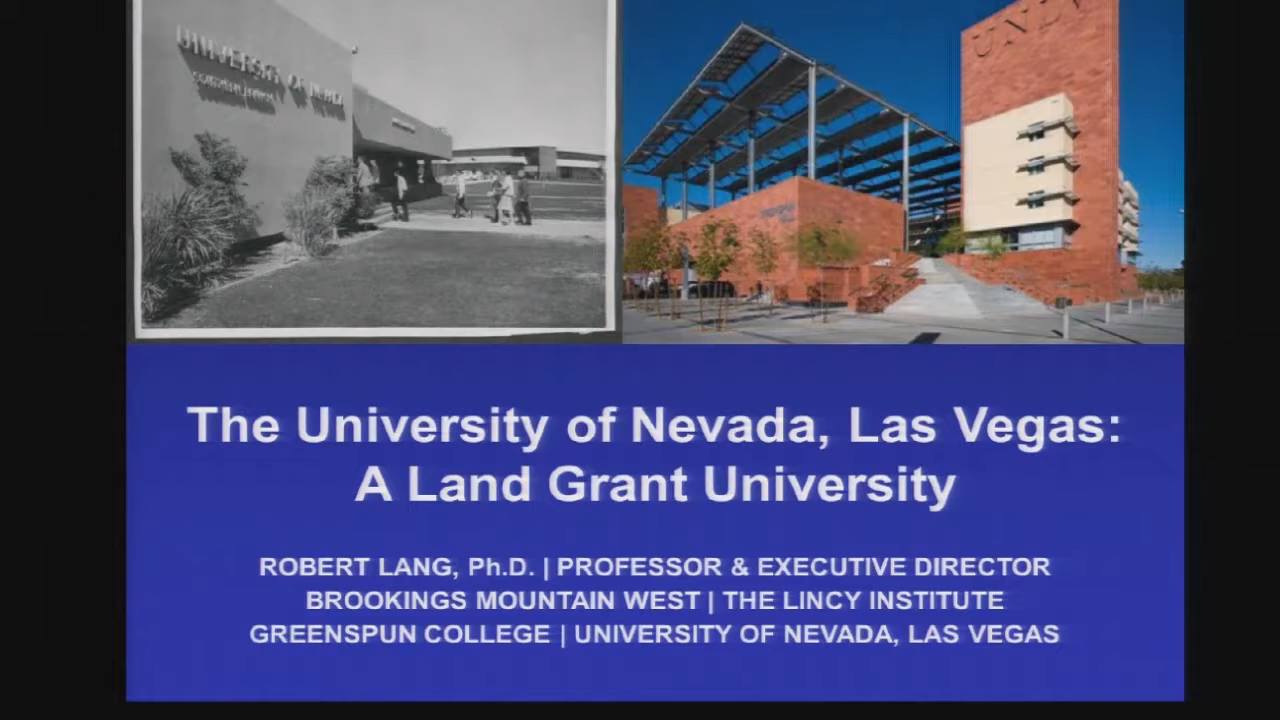 UNIVERSITY OF NEVADA
UNLV
The University of Nevada, Las Vegas:
A Land Grant University
ROBERT LANG, Ph.D. | PROFESSOR & EXECUTIVE DIRECTOR
BROOKINGS MOUNTAIN WEST | THE LINCY INSTITUTE
GREENSPUN COLLEGE | UNIVERSITY OF NEVADA, LAS VEGAS